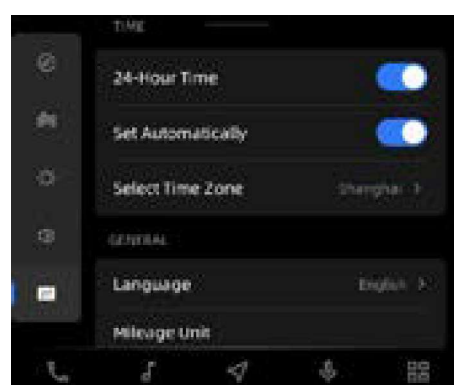 TIME
24-Hour Time
Set Automatically
Select Time Zone
Shanghai
GENERAL
Language
English
Mileage Unit